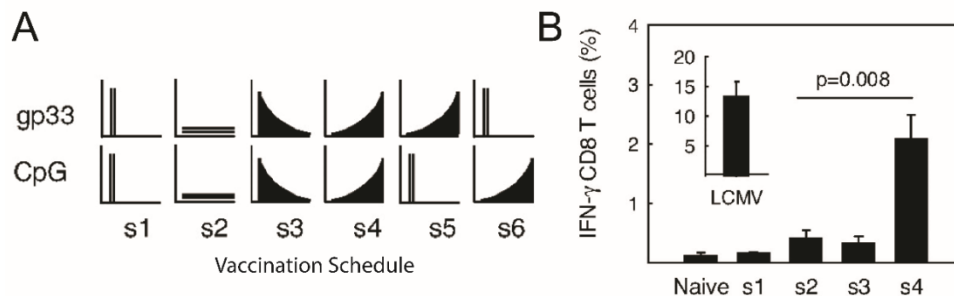 A
gp33
CpG
s1 s2 s3 s4 s5 s6
Vaccination Schedule
B
IFN-γ CD8 T cells (%)
4
3
2
1
20
15
10
5
LCMV
p=0.008
Naive s1 s2 s3 s4